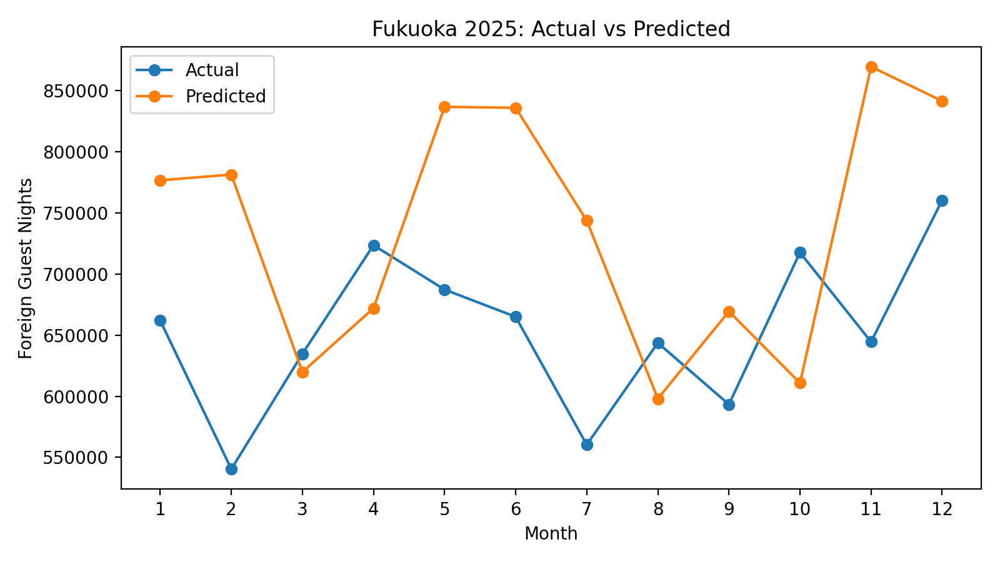 Fukuoka 2025: Actual vs Predicted
Actual
Predicted
Foreign Guest Nights
850000
800000
750000
700000
650000
600000
550000
1 2 3 4 5 6 7 8 9 10 11 12
Month